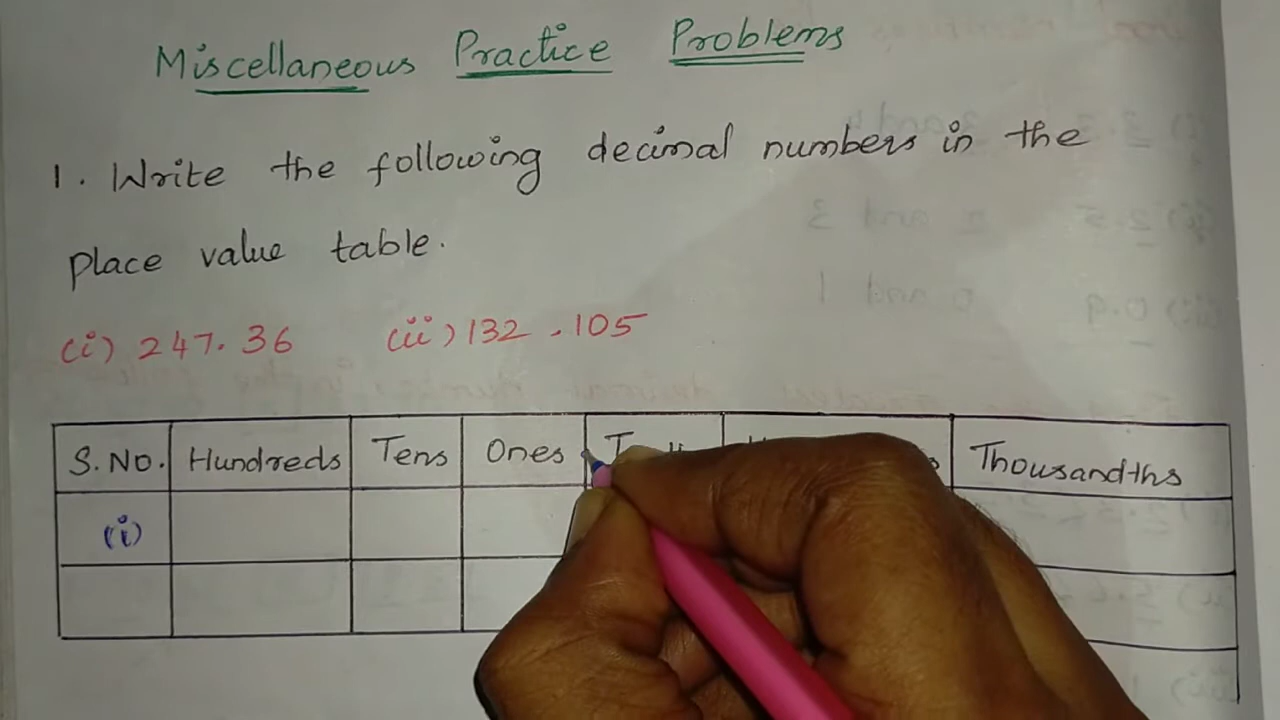 Miscellaneous Practice Problems
1. Write the following decimal numbers in the
place value table.
(i) 247.36 (ii) 132.105
S.No. Hundreds Tens Ones Thousandths
(i)